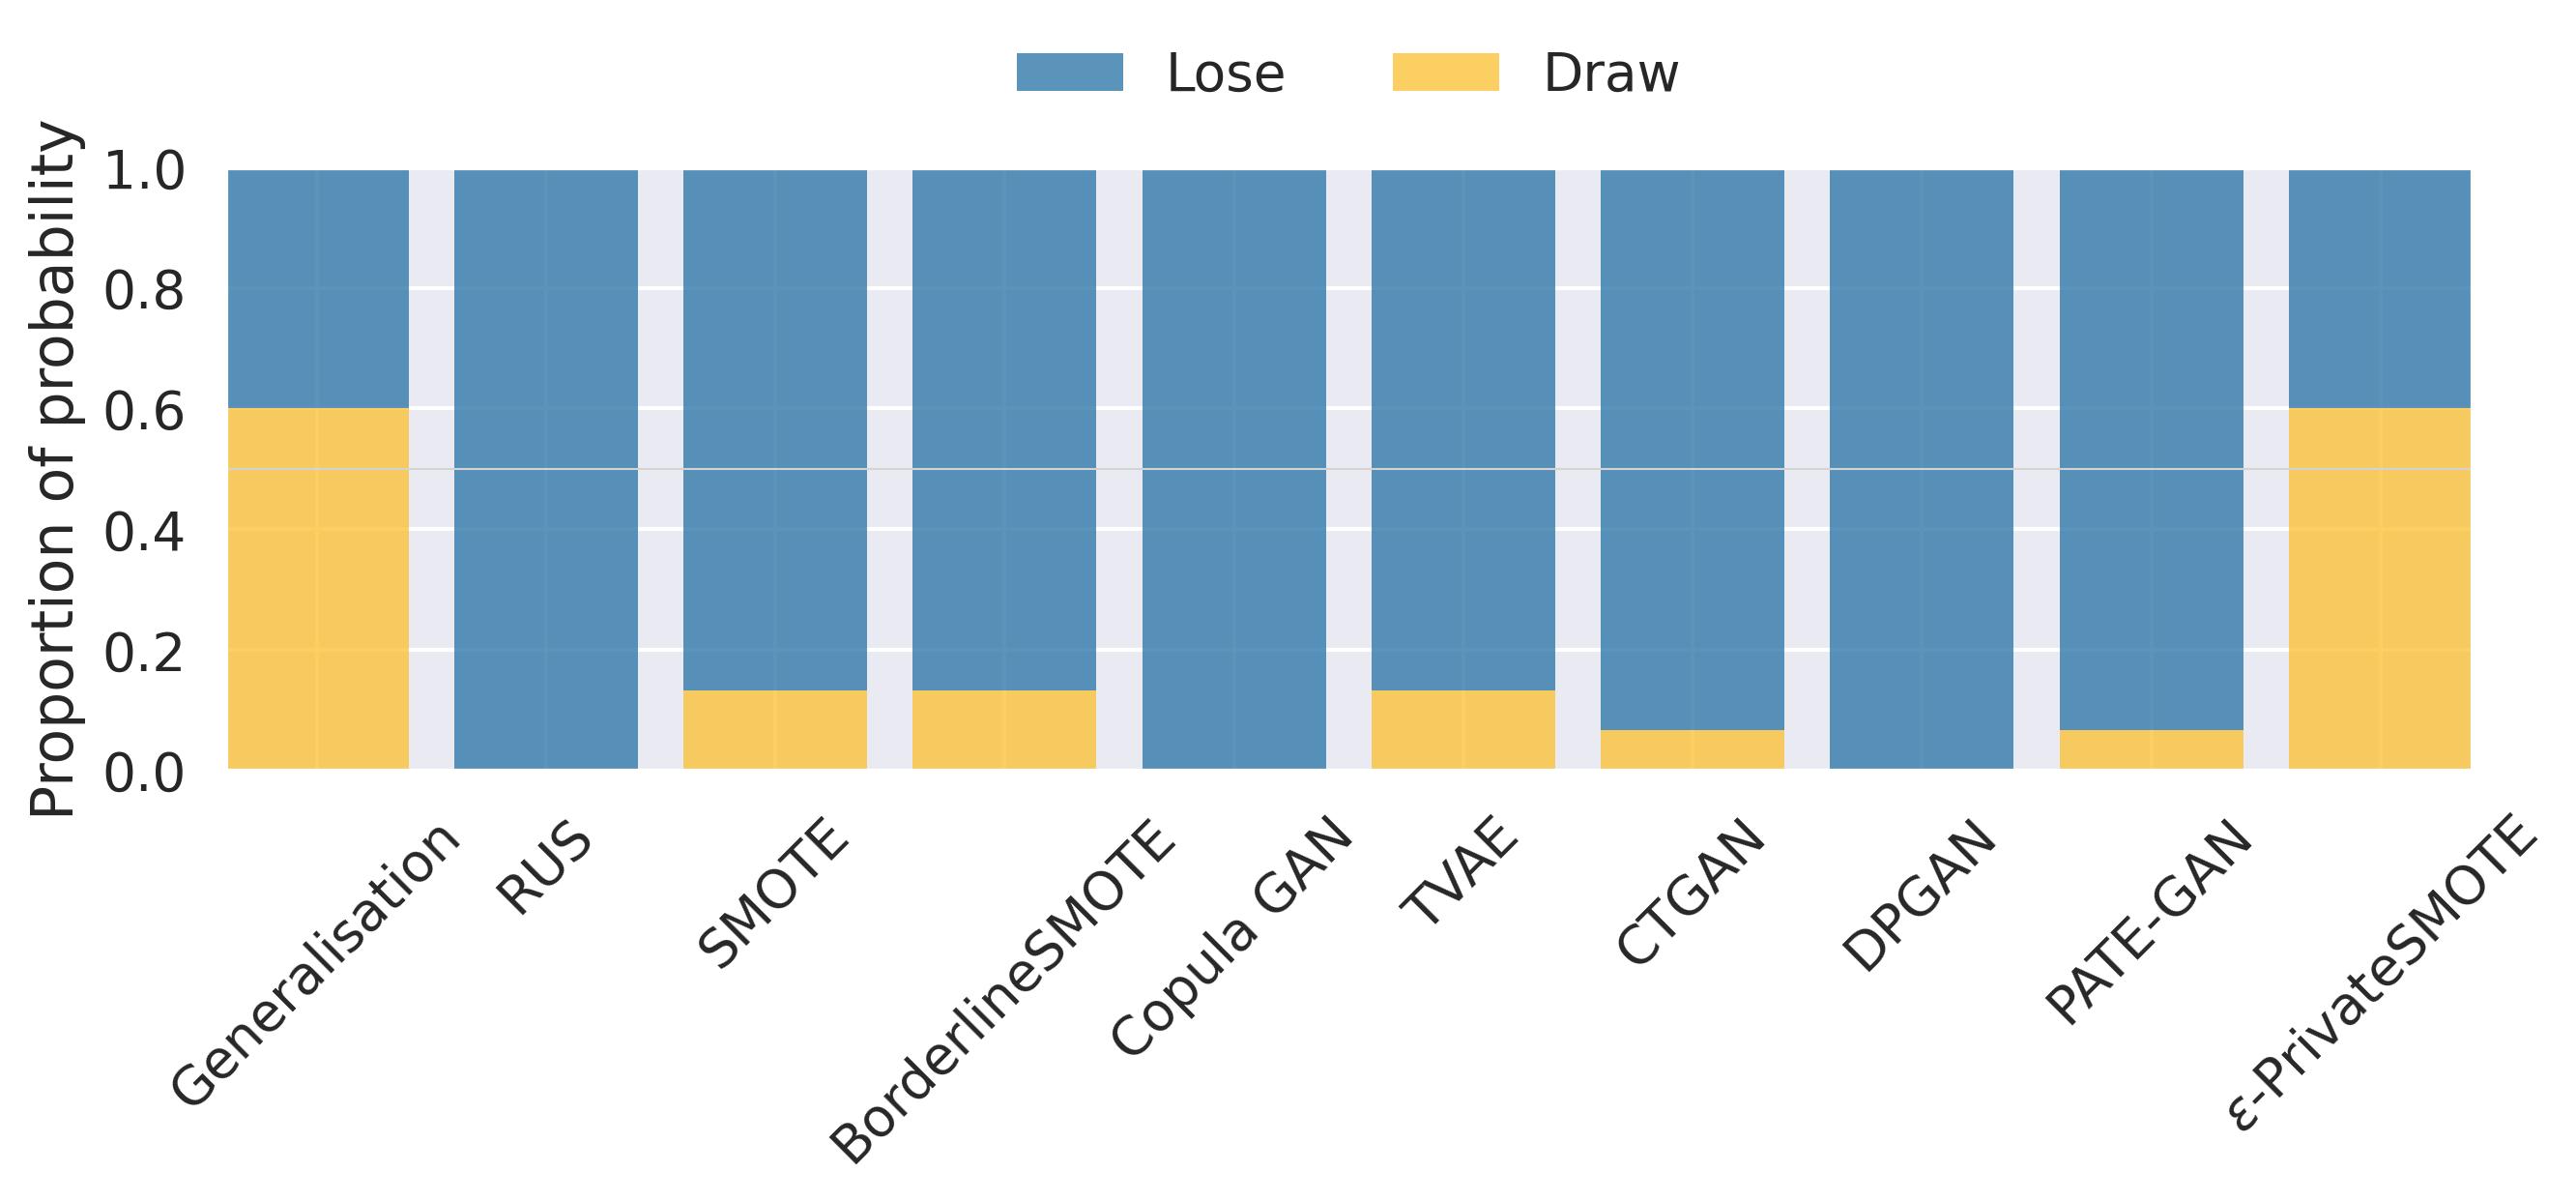 Lose Draw
Proportion of probability
1.0
0.8
0.6
0.4
0.2
0.0
Generalisation
RUS
SMOTE
BorderlineSMOTE
Copula GAN
TVAE
CTGAN
DPGAN
PATE-GAN
ε-PrivateSMOTE